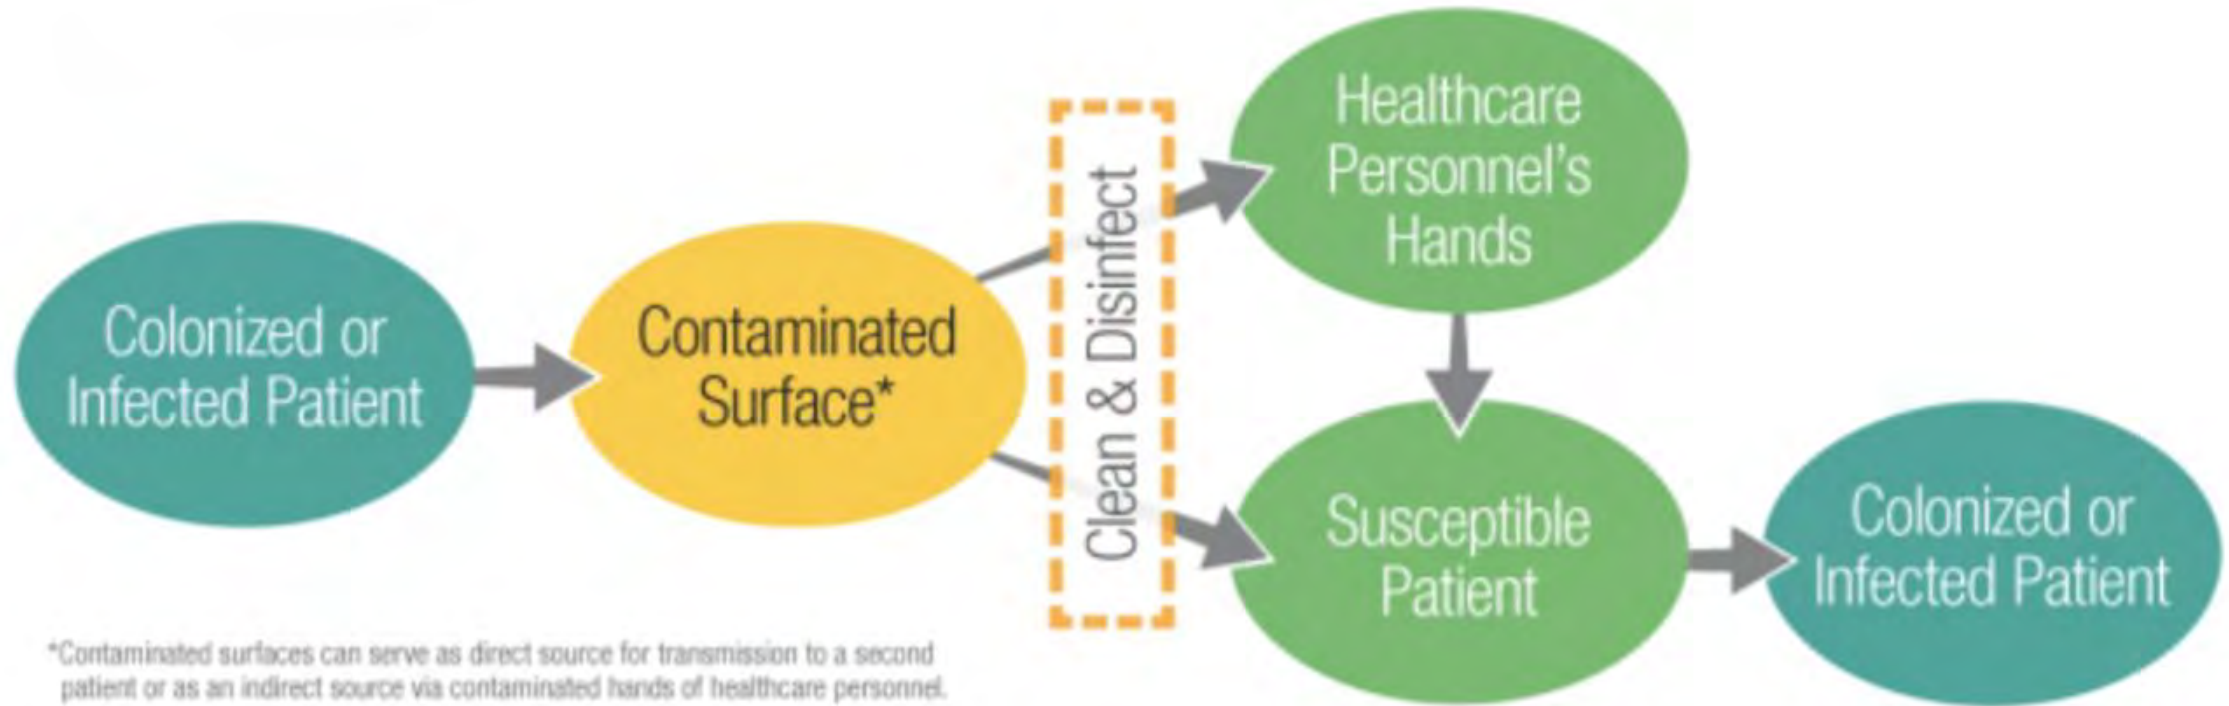 Colonized or
Infected Patient
Contaminated
Surface*
Clean & Disinfect
Healthcare
Personnel's
Hands
Susceptible
Patient
Colonized or
Infected Patient
*Contaminated surfaces can serve as direct source for transmission to a second
patient or as an indirect source via contaminated hands of healthcare personnel.